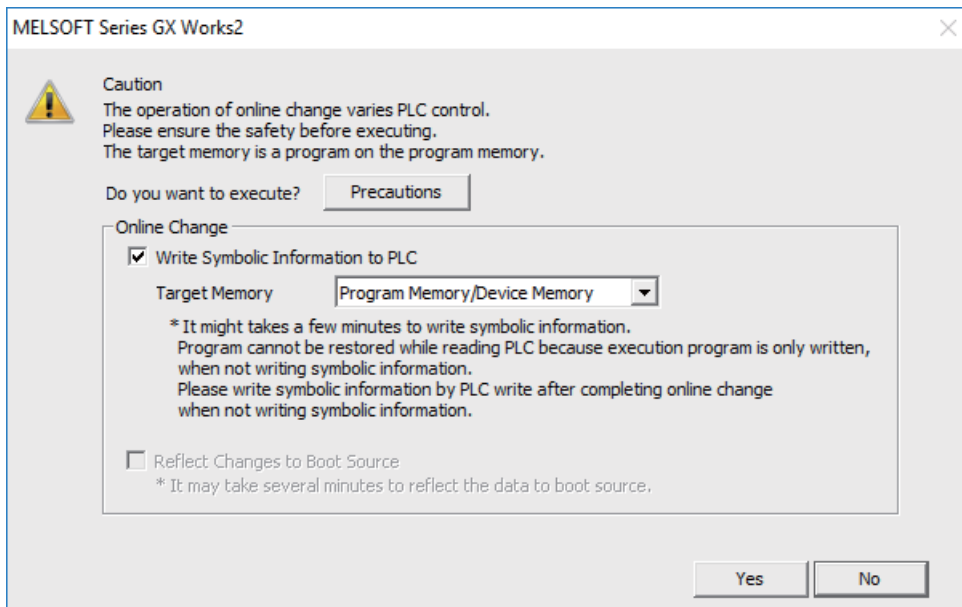 MELSOFT Series GX Works2
Caution
The operation of online change varies PLC control.
Please ensure the safety before executing.
The target memory is a program on the program memory.
Do you want to execute? Precautions
Online Change
Write Symbolic Information to PLC
Target Memory Program Memory/Device Memory
* It might takes a few minutes to write symbolic information.
Program cannot be restored while reading PLC because execution program is only written,
when not writing symbolic information.
Please write symbolic information by PLC write after completing online change
when not writing symbolic information.
Reflect Changes to Boot Source
* It may take several minutes to reflect the data to boot source.
Yes No